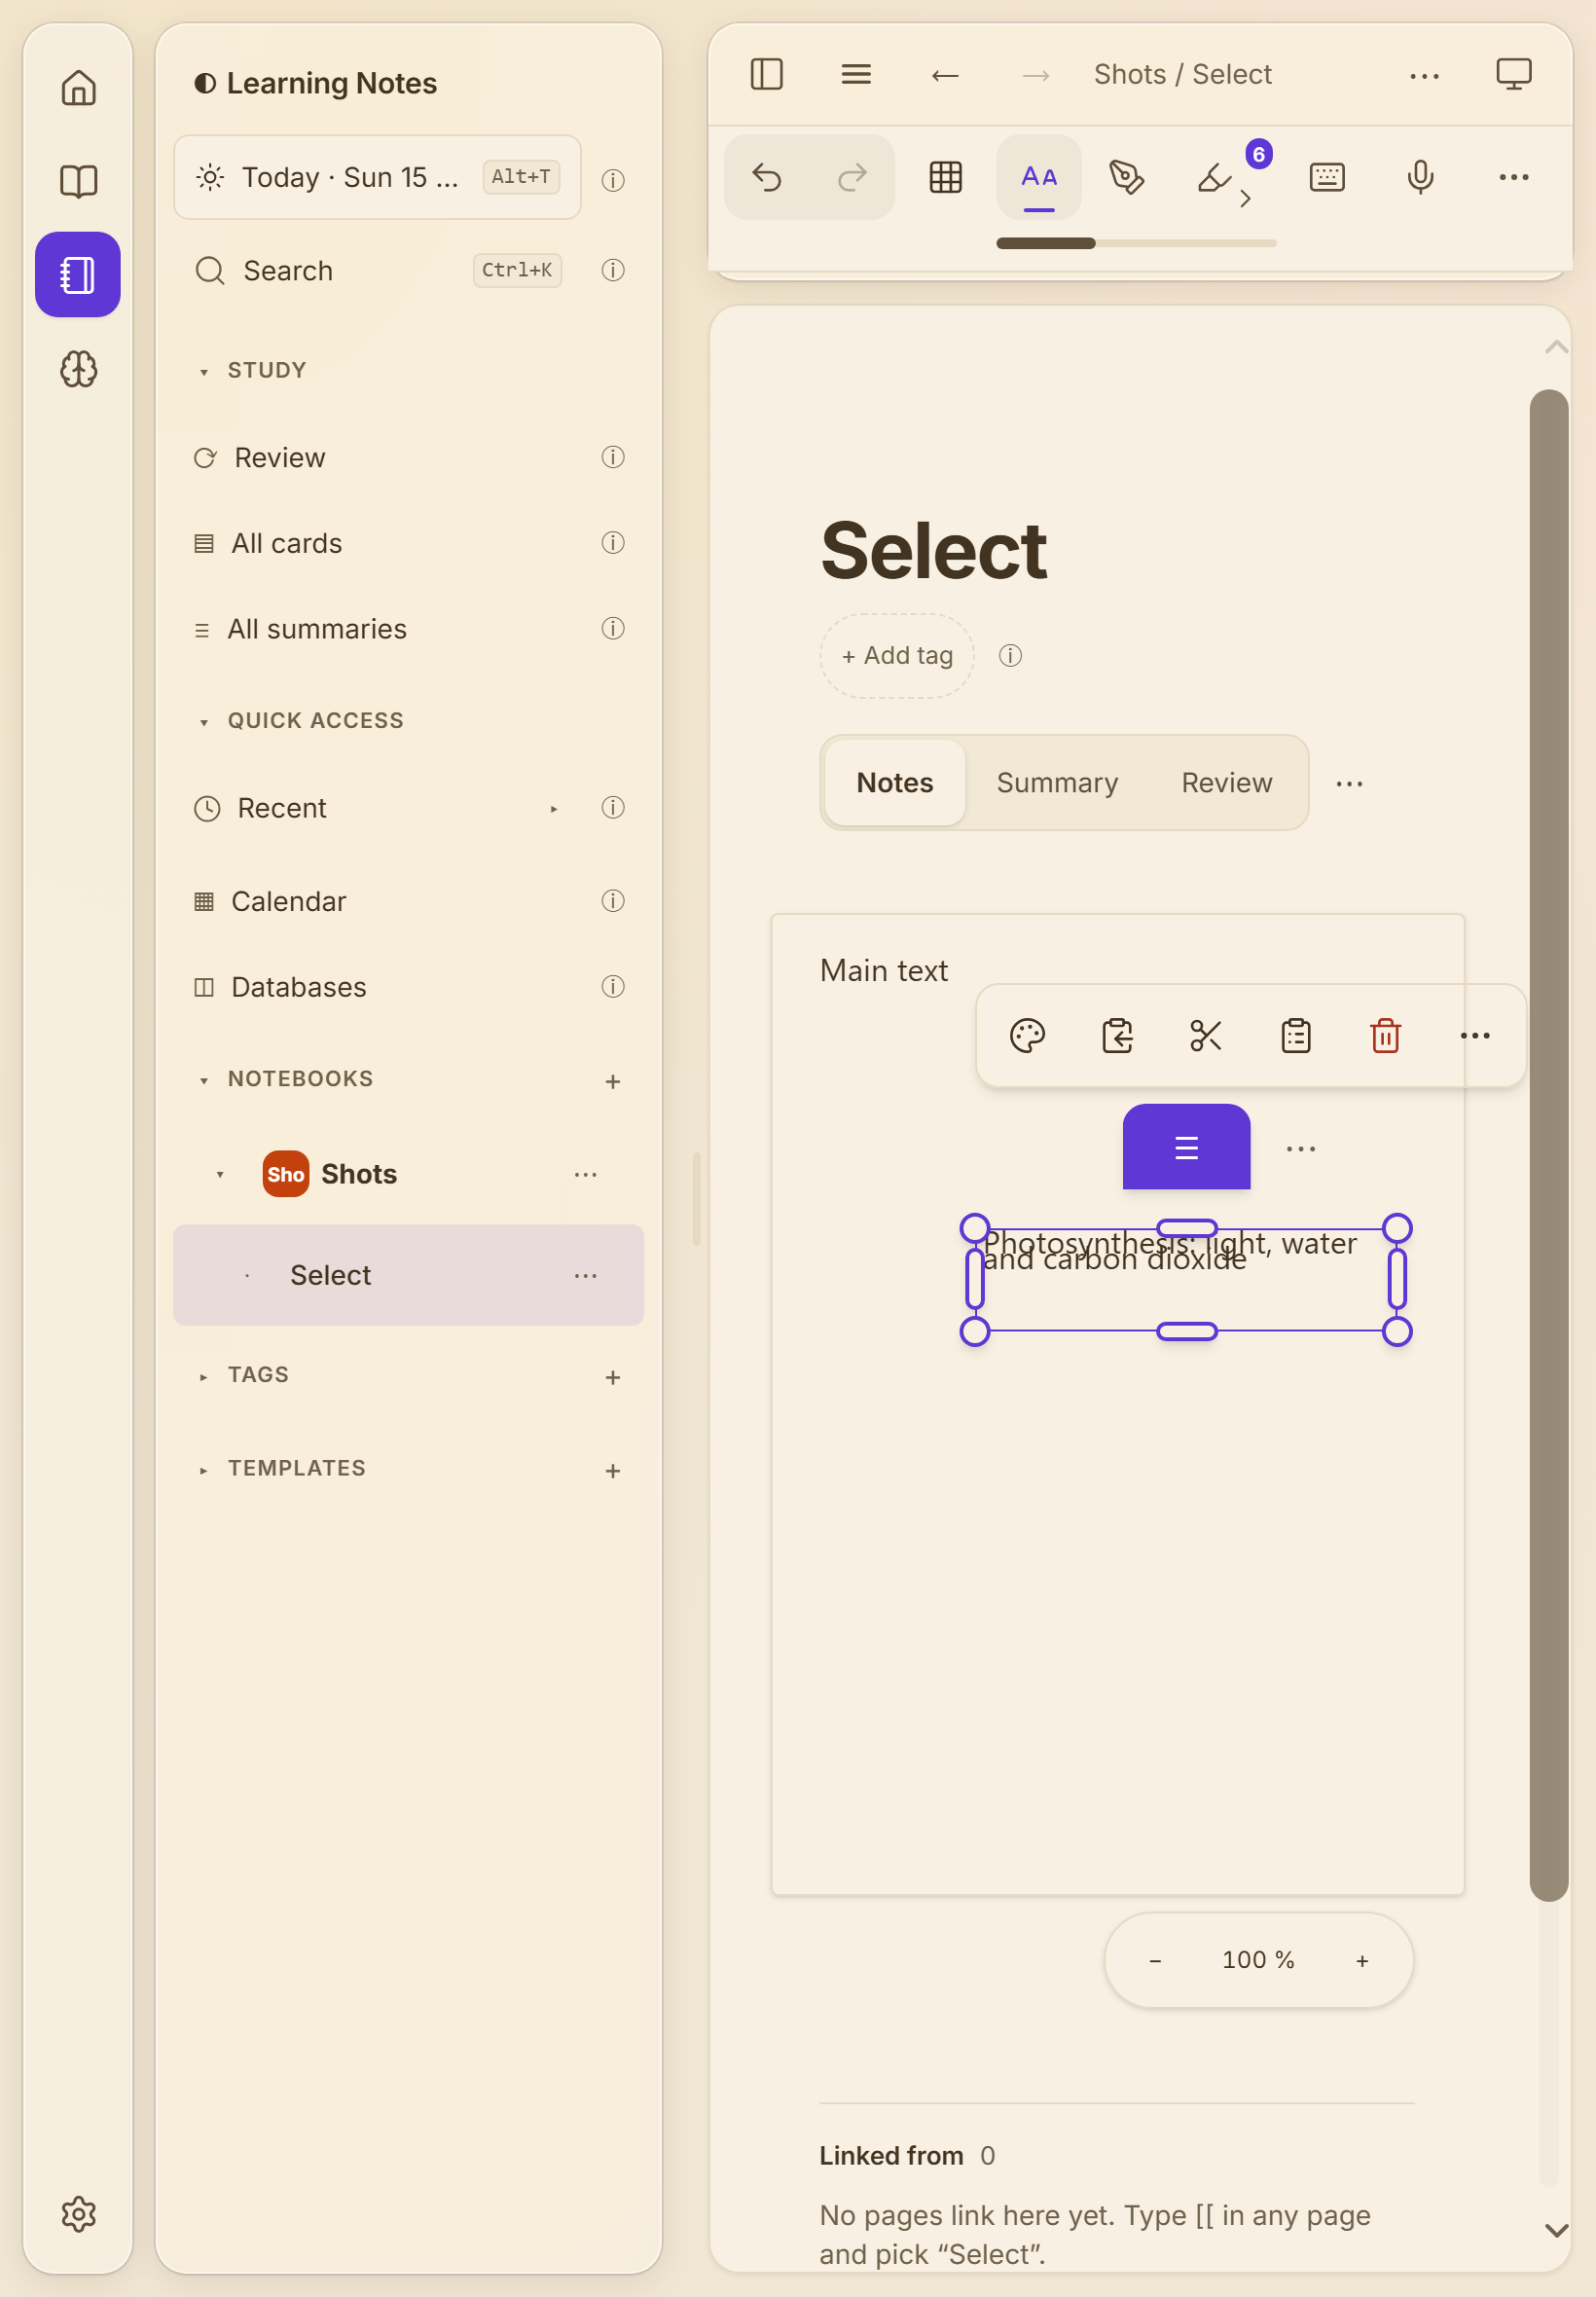 Learning Notes
Today · Sun 15 ... Alt+T
Search Ctrl+K
STUDY
Review
All cards
All summaries
QUICK ACCESS
Recent
Calendar
Databases
NOTEBOOKS
Sho Shots
Select
TAGS
TEMPLATES
Shots / Select
6
Select
+ Add tag
Notes Summary Review
Main text
Photosynthesis: light, water
and carbon dioxide
− 100 % +
Linked from 0
No pages link here yet. Type [[ in any page
and pick “Select”.